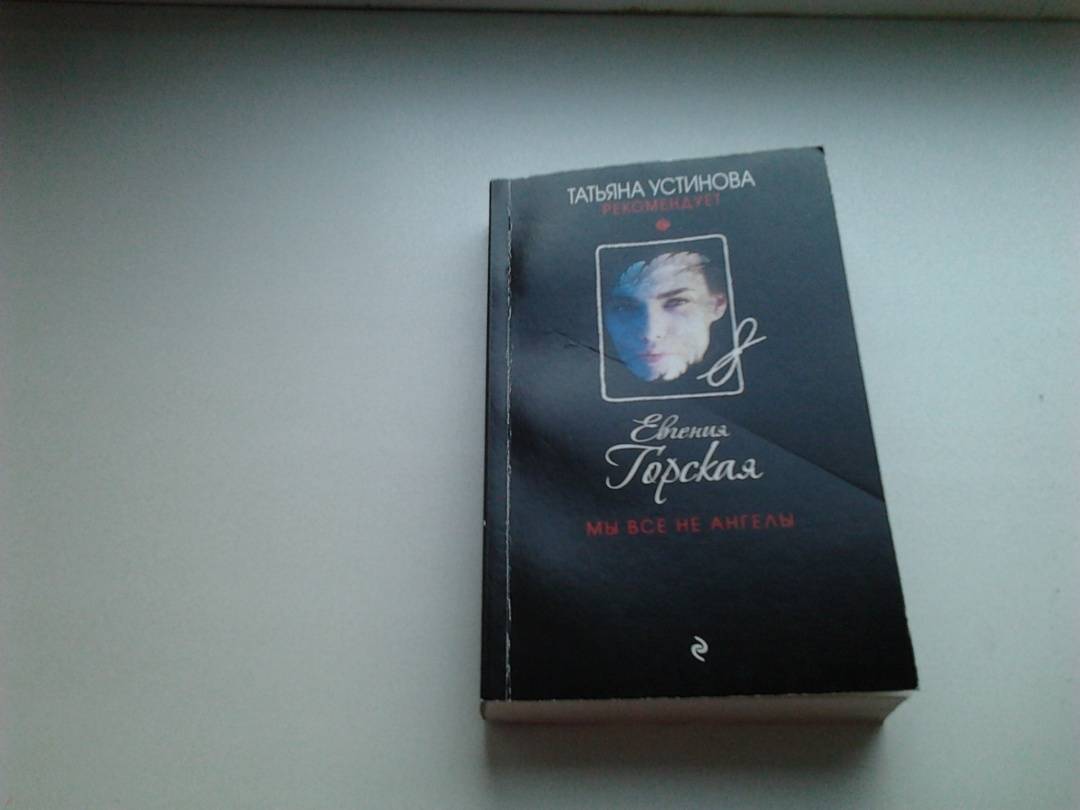 ТАТЬЯНА УСТИНОВА
РЕКОМЕНДУЕТ
Евгения
Горская
МЫ ВСЕ НЕ АНГЕЛЫ